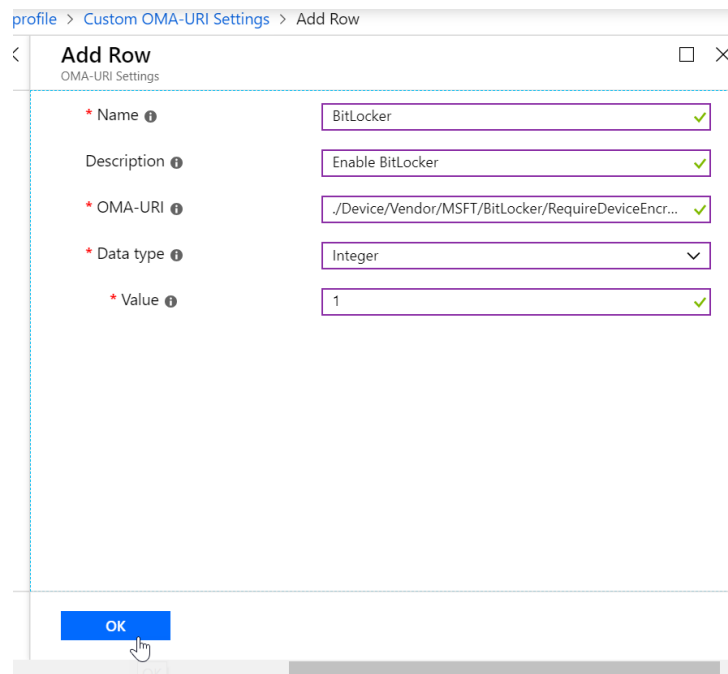 profile > Custom OMA-URI Settings > Add Row
Add Row
OMA-URI Settings
* Name
BitLocker
Description
Enable BitLocker
* OMA-URI
./Device/Vendor/MSFT/BitLocker/RequireDeviceEncr...
* Data type
Integer
* Value
1
OK